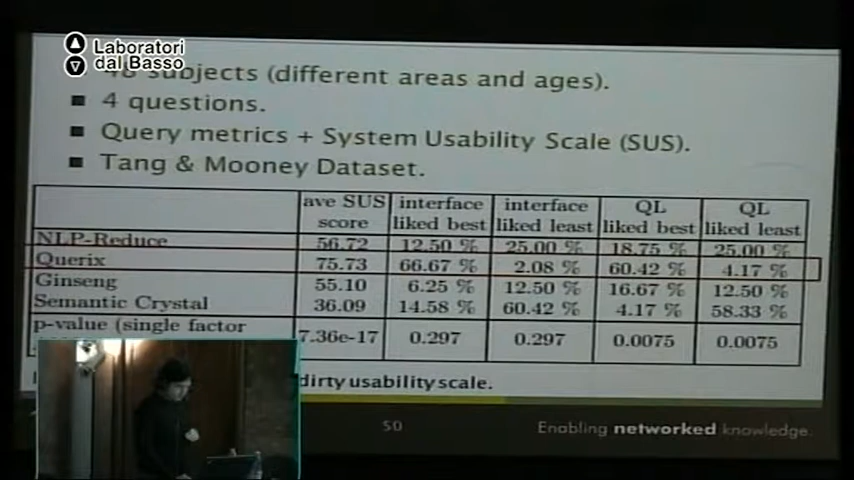 Laboratori
dal Basso
48 subjects (different areas and ages).
4 questions.
Query metrics + System Usability Scale (SUS).
Tang & Mooney Dataset.
ave SUS score interface liked best interface liked least QL liked best QL liked least
NLP-Reduce 56.72 12.50 % 25.00 % 18.75 % 25.00 %
Querix 75.73 66.67 % 2.08 % 60.42 % 4.17 %
Ginseng 55.10 6.25 % 12.50 % 16.67 % 12.50 %
Semantic Crystal 36.09 14.58 % 60.42 % 4.17 % 58.33 %
p-value (single factor 7.36e-17 0.297 0.297 0.0075 0.0075
dirty usability scale.
50 Enabling networked knowledge.